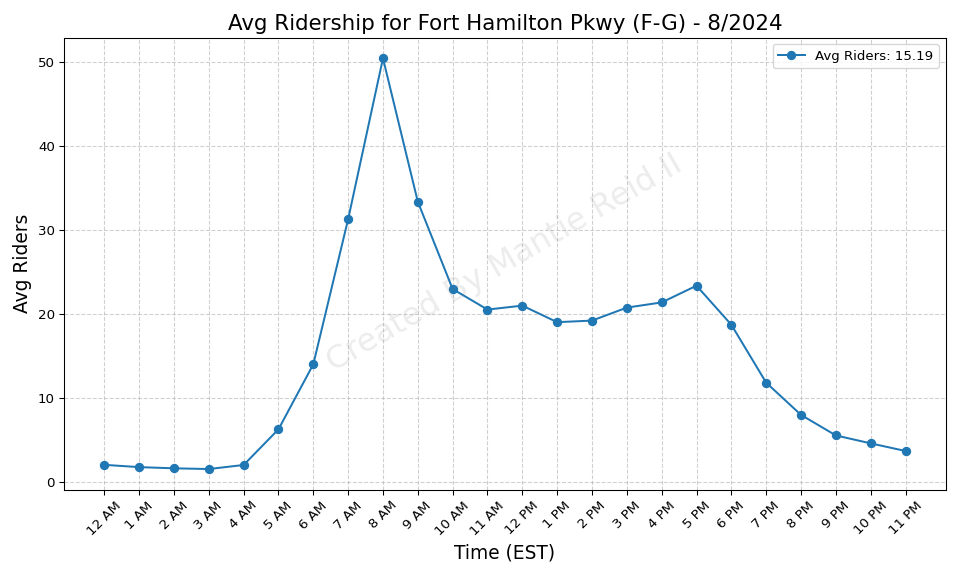 Avg Ridership for Fort Hamilton Pkwy (F-G) - 8/2024
Avg Riders: 15.19
50
40
30
20
10
0
Avg Riders
Created By Mantie Reid II
12 AM
1 AM
2 AM
3 AM
4 AM
5 AM
6 AM
7 AM
8 AM
9 AM
10 AM
11 AM
12 PM
1 PM
2 PM
3 PM
4 PM
5 PM
6 PM
7 PM
8 PM
9 PM
10 PM
11 PM
Time (EST)